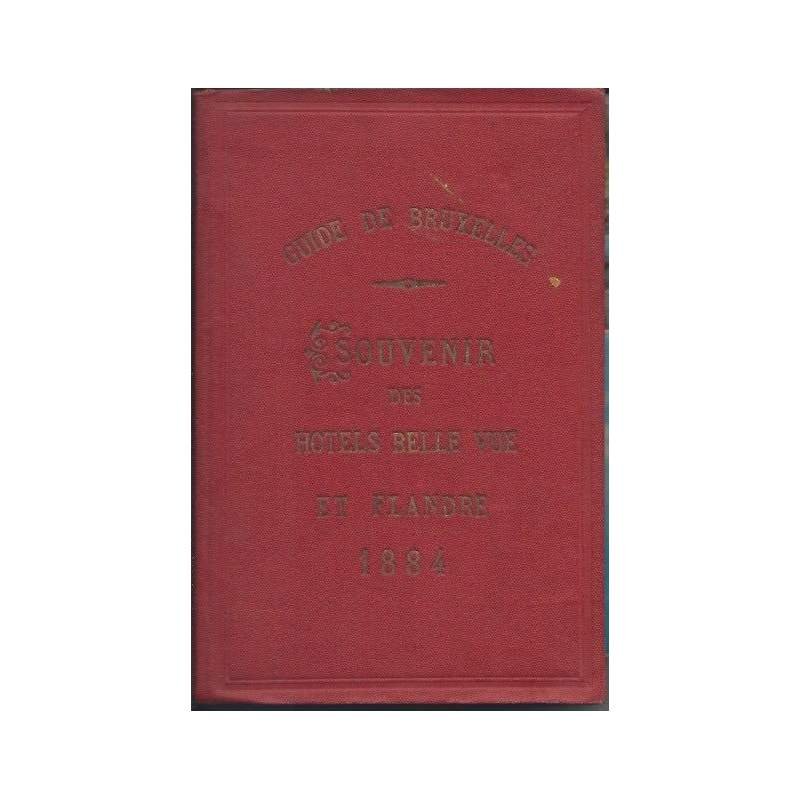 GUIDE DE BRUXELLES
SOUVENIR
DES
HOTELS BELLE VUE
ET FLANDRE
1884